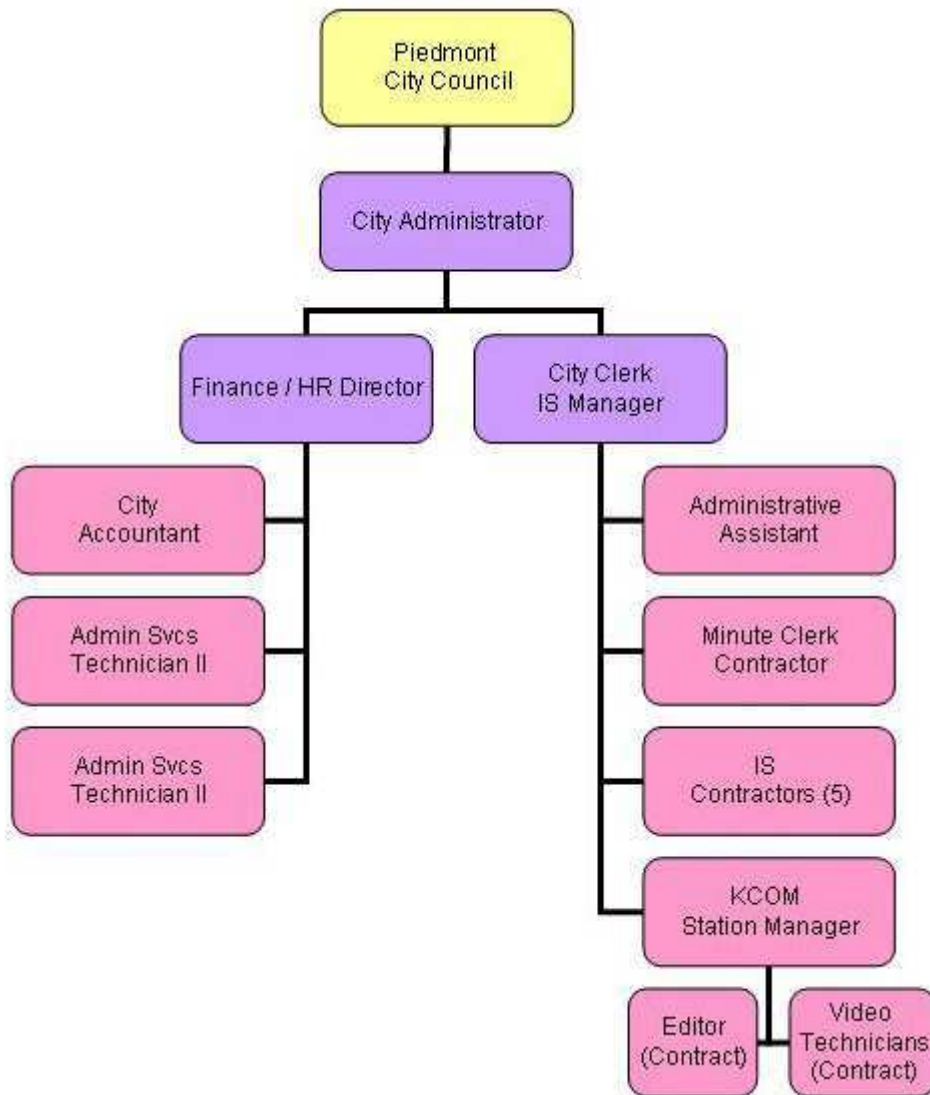 Piedmont
City Council
City Administrator
Finance / HR Director
City Clerk
IS Manager
City
Accountant
Admin Svcs
Technician II
Admin Svcs
Technician II
Administrative
Assistant
Minute Clerk
Contractor
IS
Contractors (5)
KCOM
Station Manager
Editor
(Contract)
Video
Technicians
(Contract)